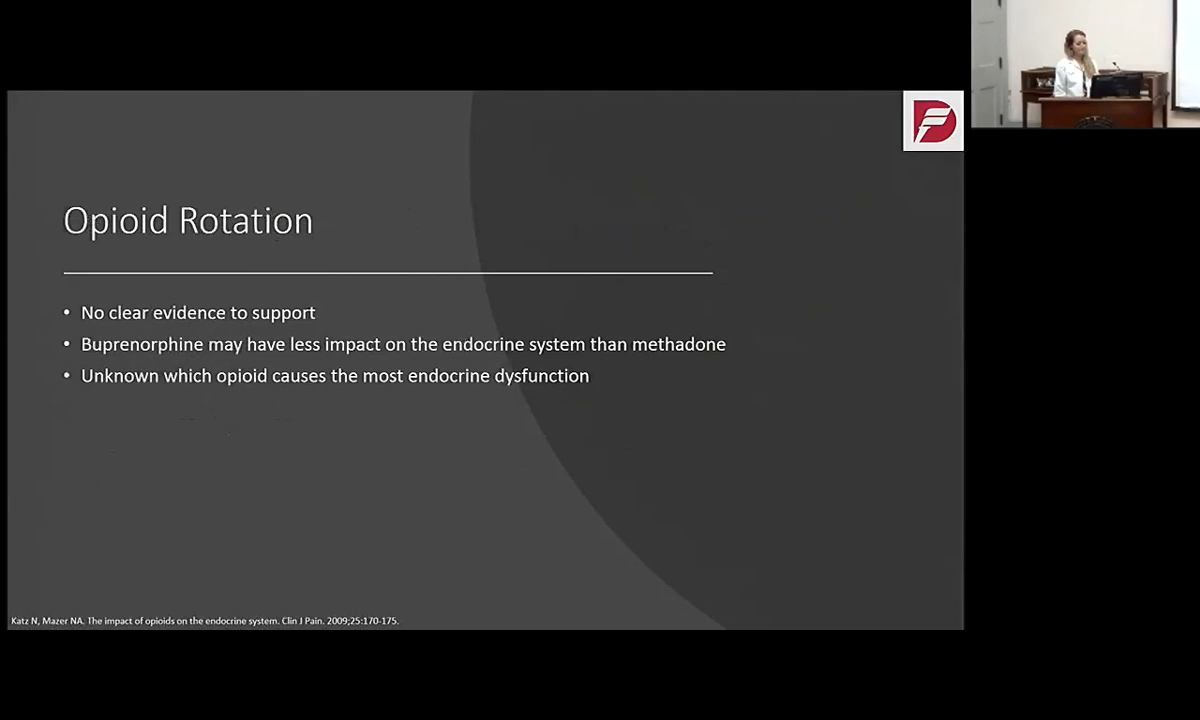 Opioid Rotation
• No clear evidence to support
• Buprenorphine may have less impact on the endocrine system than methadone
• Unknown which opioid causes the most endocrine dysfunction
Katz N, Mazer NA. The impact of opioids on the endocrine system. Clin J Pain. 2009;25:170-175.